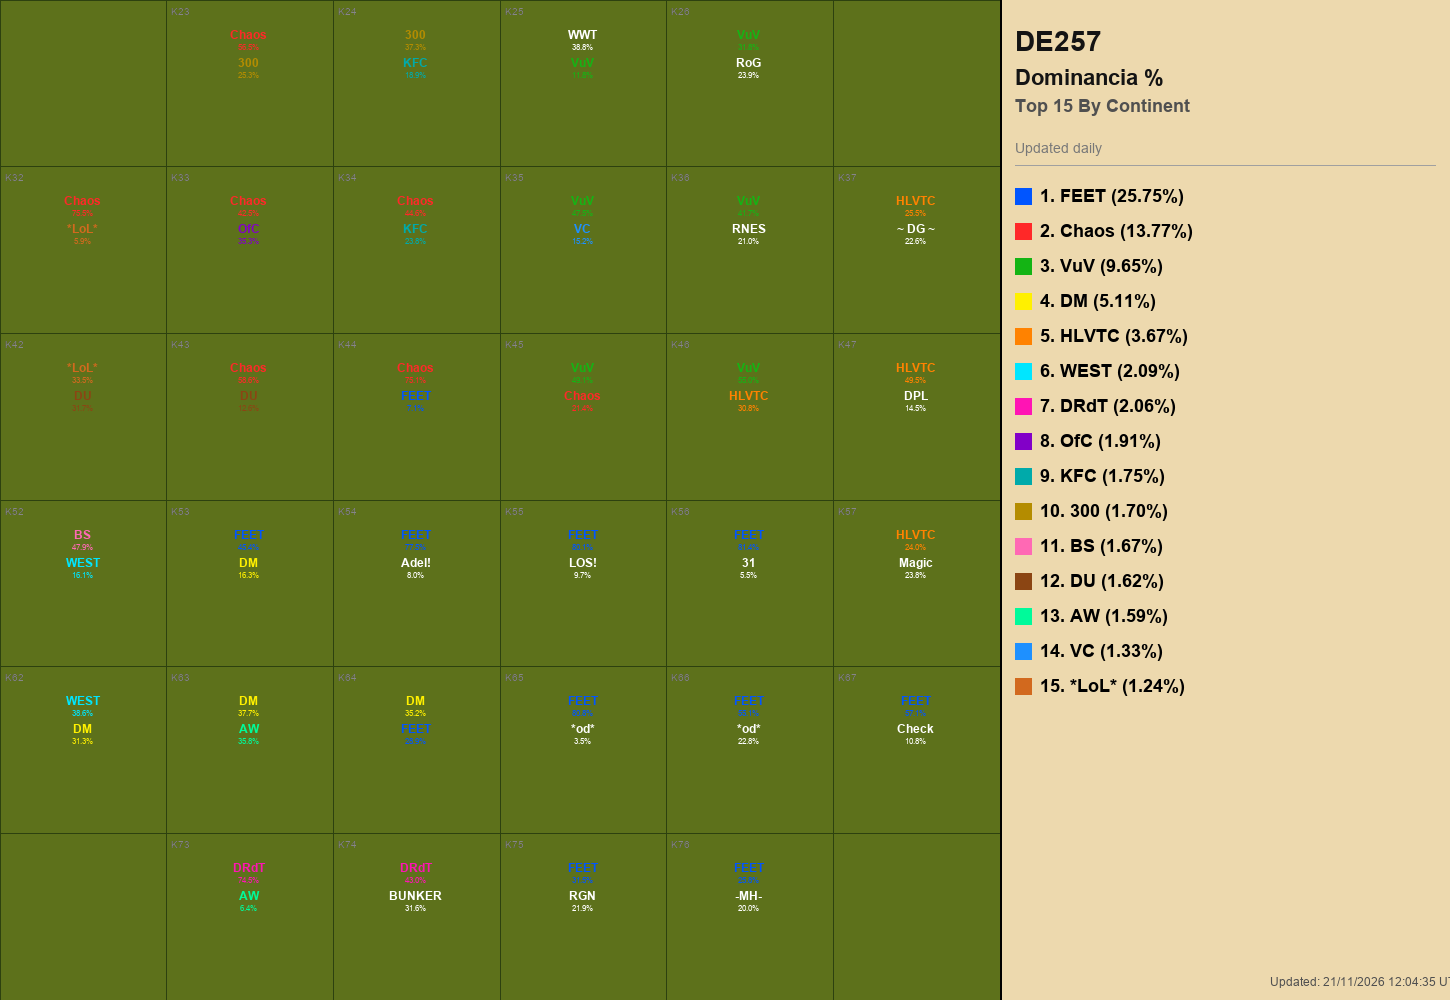 K23
Chaos
300
25.3%
K24
300
37.3%
KFC
K25
WWT
38.8%
VuV
K26
VuV
RoG
23.9%
K32
Chaos
*LoL*
5.9%
K33
Chaos
OfC
K34
Chaos
KFC
K35
VuV
VC
K36
VuV
RNES
21.0%
K37
HLVTC
25.5%
~ DG ~
22.6%
K42
*LoL*
33.5%
DU
K43
Chaos
DU
K44
Chaos
FEET
7.1%
K45
VuV
Chaos
K46
VuV
HLVTC
30.8%
K47
HLVTC
49.5%
DPL
14.5%
K52
BS
47.9%
WEST
16.1%
K53
FEET
DM
16.3%
K54
FEET
Adel!
8.0%
K55
FEET
LOS!
9.7%
K56
FEET
31
5.5%
K57
HLVTC
24.0%
Magic
23.8%
K62
WEST
38.6%
DM
31.3%
K63
DM
37.7%
AW
35.8%
K64
DM
35.2%
FEET
K65
FEET
*od*
3.5%
K66
FEET
*od*
22.8%
K67
FEET
Check
10.8%
K73
DRdT
AW
6.4%
K74
DRdT
BUNKER
31.6%
K75
FEET
RGN
21.9%
K76
FEET
-MH-
20.0%
DE257
Dominancia %
Top 15 By Continent
Updated daily
1. FEET (25.75%)
2. Chaos (13.77%)
3. VuV (9.65%)
4. DM (5.11%)
5. HLVTC (3.67%)
6. WEST (2.09%)
7. DRdT (2.06%)
8. OfC (1.91%)
9. KFC (1.75%)
10. 300 (1.70%)
11. BS (1.67%)
12. DU (1.62%)
13. AW (1.59%)
14. VC (1.33%)
15. *LoL* (1.24%)
Updated: 21/11/2026 12:04:35